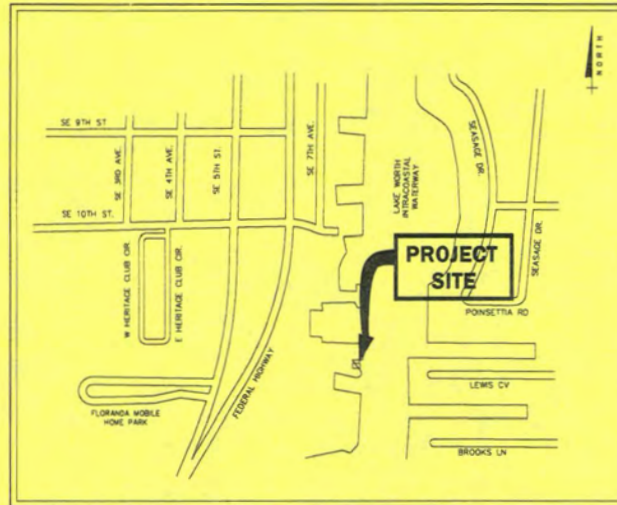 NORTH
SE 9TH ST
SE 3RD AVE.
SE 4TH AVE.
SE 5TH ST.
SE 7TH AVE.
SE 10TH ST.
LAKE WORTH
INTRACOASTAL
WATERWAY
SEASAGE DR.
SEASAGE DR.
PROJECT
SITE
POINSETTIA RD
W HERITAGE CLUB CIR.
E HERITAGE CLUB CIR.
FEDERAL HIGHWAY
FLORANDA MOBILE
HOME PARK
LEWIS CV
BROOKS LN